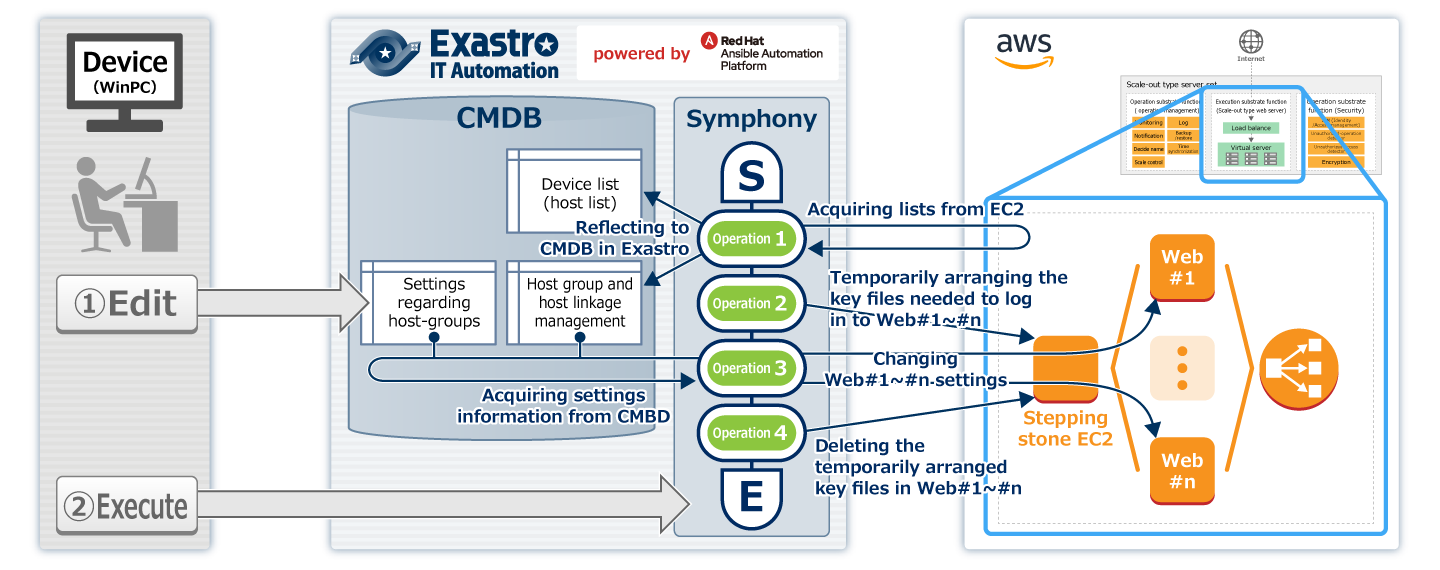 Device
(WinPC)
①Edit
②Execute
Exastro
IT Automation
powered by
Red Hat
Ansible Automation
Platform
CMDB
Device list
(host list)
Reflecting to
CMDB in Exastro
Settings
regarding
host-groups
Host group and
host linkage
management
Acquiring settings
information from CMBD
Symphony
S
Operation 1
Operation 2
Operation 3
Operation 4
E
Acquiring lists from EC2
Temporarily arranging the
key files needed to log
in to Web#1~#n
Changing
Web#1~#n settings
Deleting the
temporarily arranged
key files in Web#1~#n
aws
Internet
Scale-out type server set
Operation substrate function
( operation management)
Monitoring
Log
Notification
Backup
/restore
Decide name
Time
synchronization
Scale control
Execution substrate function
(Scale-out type web server)
Load balance
Virtual server
Operation substrate
function (Security)
Encryption
Web
#1
Stepping
stone EC2
Web
#n